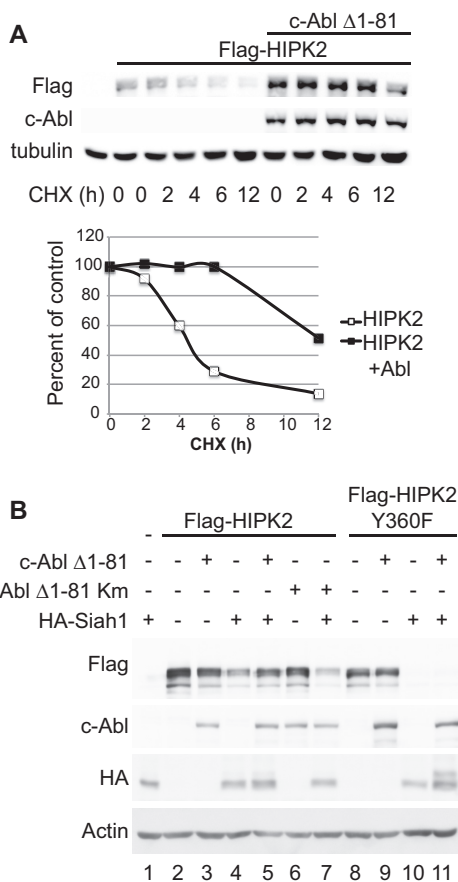 A
c-Abl Δ1-81
Flag-HIPK2
Flag
c-Abl
tubulin
CHX (h) 0 0 2 4 6 12 0 2 4 6 12
120
100
80
60
40
20
0
Percent of control
0 2 4 6 8 10 12
CHX (h)
HIPK2
HIPK2
+Abl
B
Flag-HIPK2
Y360F
- Flag-HIPK2
c-Abl Δ1-81 - - + - + - - - + - +
Abl Δ1-81 Km - - - - - + + - - - -
HA-Siah1 + - - + + - + - - + +
Flag
c-Abl
HA
Actin
1 2 3 4 5 6 7 8 9 10 11